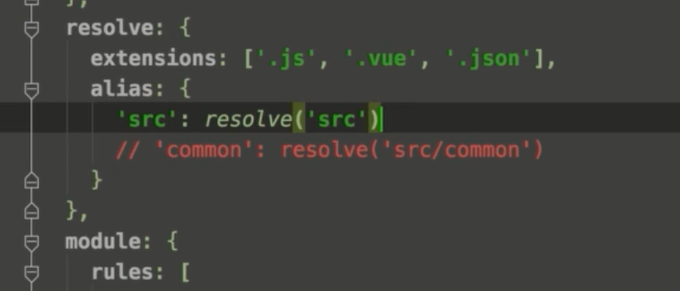 },
resolve: {
extensions: ['.js', '.vue', '.json'],
alias: {
'src': resolve('src')
// 'common': resolve('src/common')
}
},
module: {
rules: [